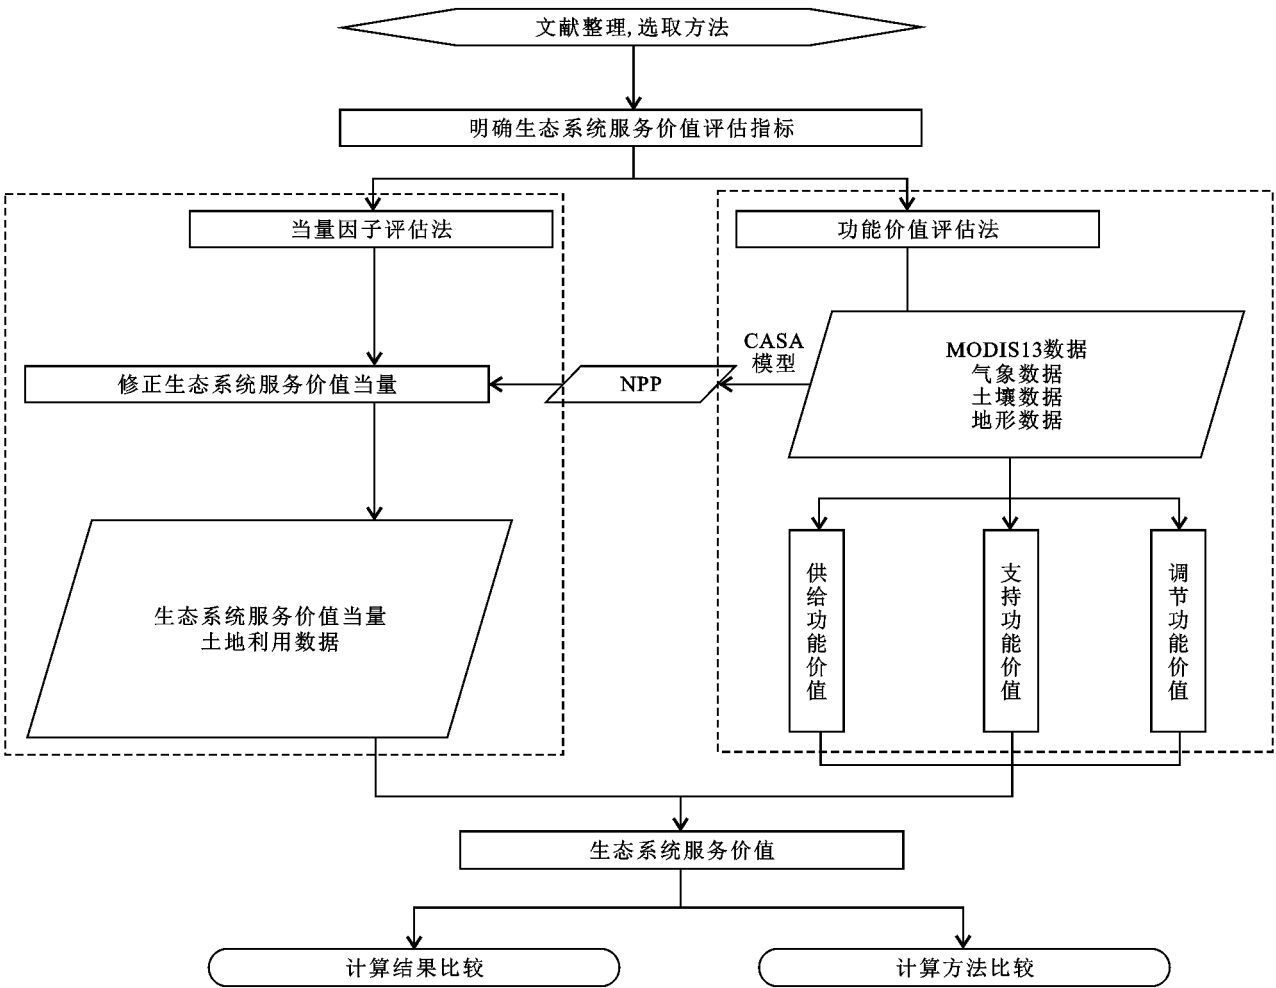 文献整理,选取方法
明确生态系统服务价值评估指标
当量因子评估法
功能价值评估法
CASA
模型
MODIS13数据
气象数据
土壤数据
地形数据
修正生态系统服务价值当量
NPP
生态系统服务价值当量
土地利用数据
供给功能价值
支持功能价值
调节功能价值
生态系统服务价值
计算结果比较
计算方法比较